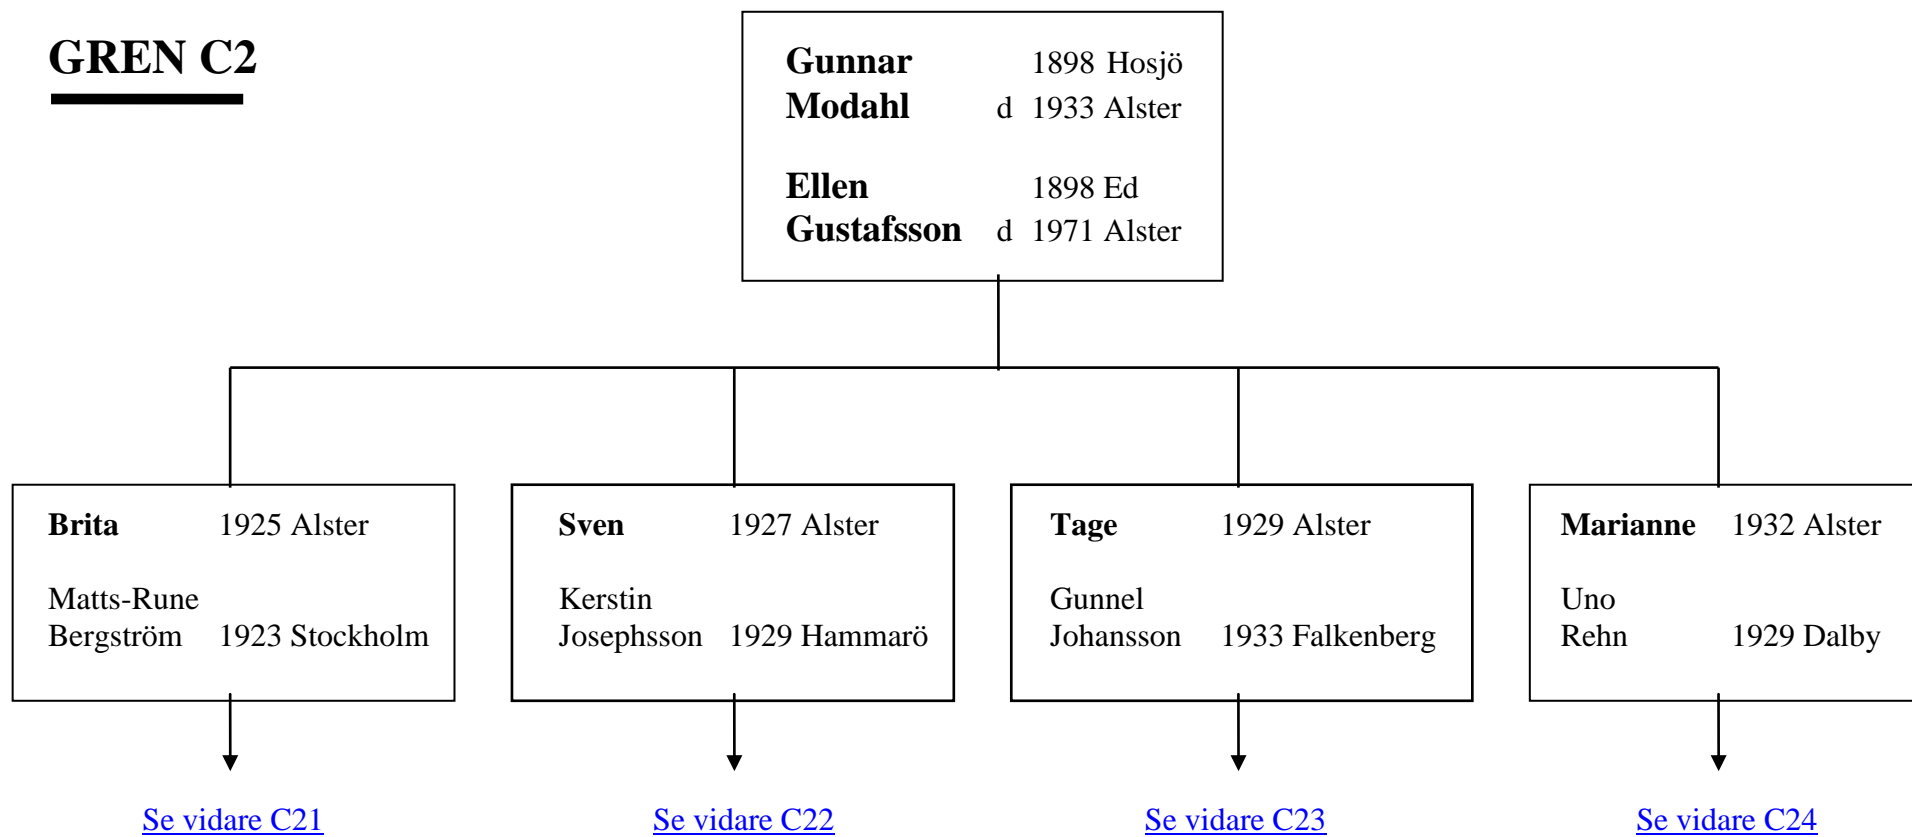 GREN C2
Gunnar 1898 Hosjö
Modahl d 1933 Alster
Ellen 1898 Ed
Gustafsson d 1971 Alster
Brita 1925 Alster
Matts-Rune
Bergström 1923 Stockholm
Se vidare C21
Sven 1927 Alster
Kerstin
Josephsson 1929 Hammarö
Se vidare C22
Tage 1929 Alster
Gunnel
Johansson 1933 Falkenberg
Se vidare C23
Marianne 1932 Alster
Uno
Rehn 1929 Dalby
Se vidare C24